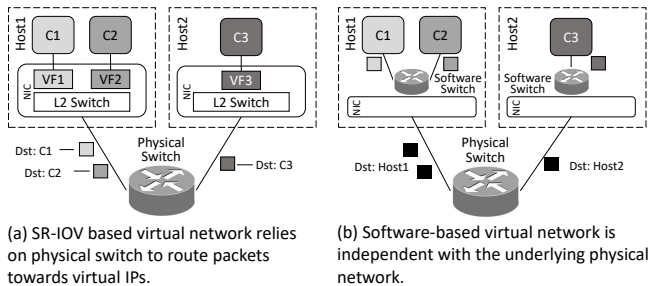 Host1
C1
C2
VF1
VF2
NIC
L2 Switch
Host2
C3
VF3
NIC
L2 Switch
Dst: C1
Dst: C2
Physical
Switch
Dst: C3
(a) SR-IOV based virtual network relies
on physical switch to route packets
towards virtual IPs.
Host1
C1
C2
Software
Switch
NIC
Host2
C3
Software
Switch
NIC
Dst: Host1
Physical
Switch
Dst: Host2
(b) Software-based virtual network is
independent with the underlying physical
network.